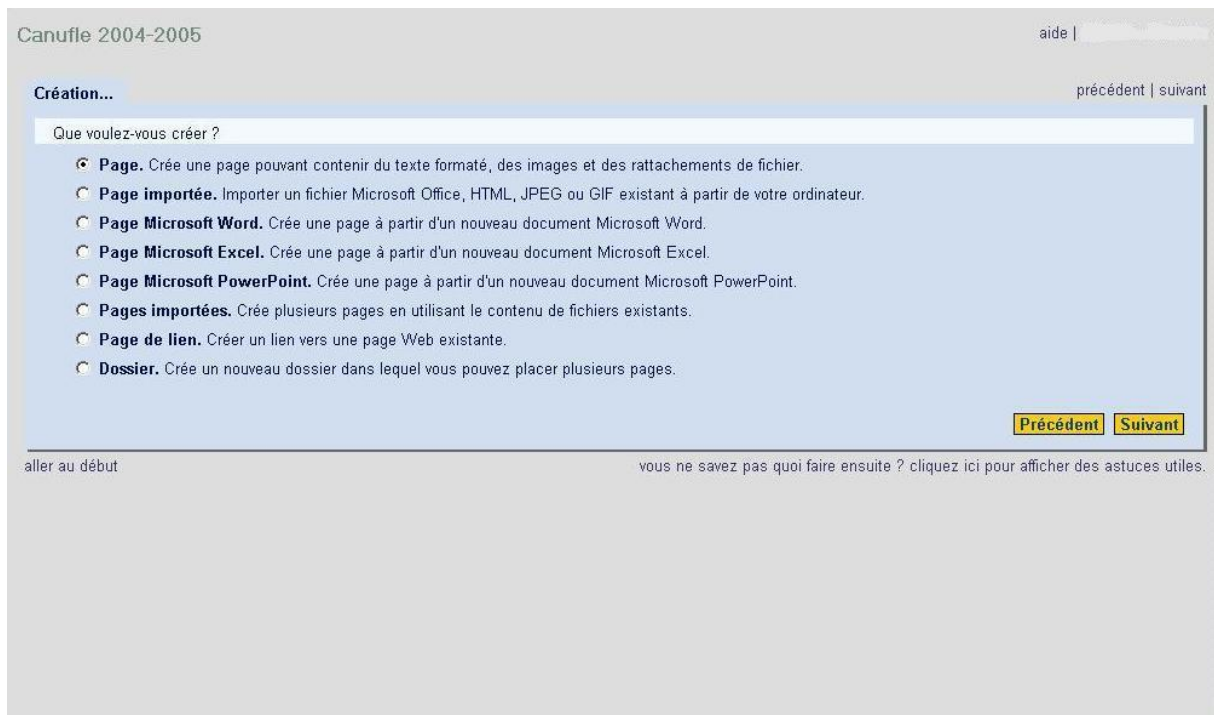 Canufle 2004-2005
aide |
Création...
précédent | suivant
Que voulez-vous créer ?
Page. Crée une page pouvant contenir du texte formaté, des images et des rattachements de fichier.
Page importée. Importer un fichier Microsoft Office, HTML, JPEG ou GIF existant à partir de votre ordinateur.
Page Microsoft Word. Crée une page à partir d'un nouveau document Microsoft Word.
Page Microsoft Excel. Crée une page à partir d'un nouveau document Microsoft Excel.
Page Microsoft PowerPoint. Crée une page à partir d'un nouveau document Microsoft PowerPoint.
Pages importées. Crée plusieurs pages en utilisant le contenu de fichiers existants.
Page de lien. Créer un lien vers une page Web existante.
Dossier. Crée un nouveau dossier dans lequel vous pouvez placer plusieurs pages.
Précédent Suivant
aller au début
vous ne savez pas quoi faire ensuite ? cliquez ici pour afficher des astuces utiles.